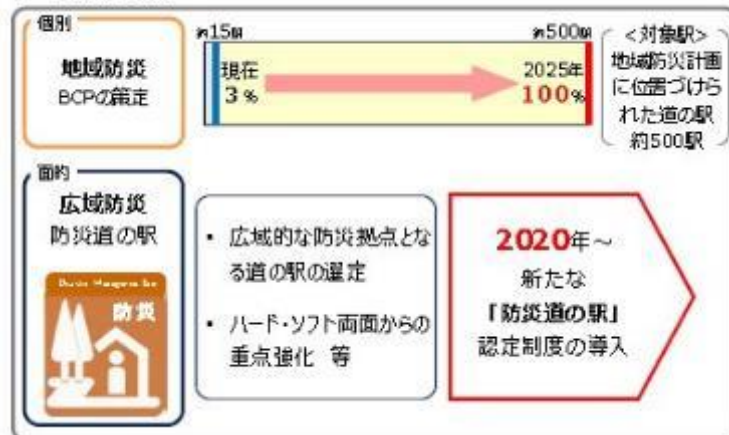 個別
地域防災
BCPの策定
約15駅
約500駅
現在
3%
2025年
100%
<対象駅>
地域防災計画
に位置づけら
れた道の駅
約500駅
面的
広域防災
防災道の駅
防災
・ 広域的な防災拠点とな
る道の駅の選定
・ ハード・ソフト両面からの
重点強化 等
2020年～
新たな
「防災道の駅」
認定制度の導入